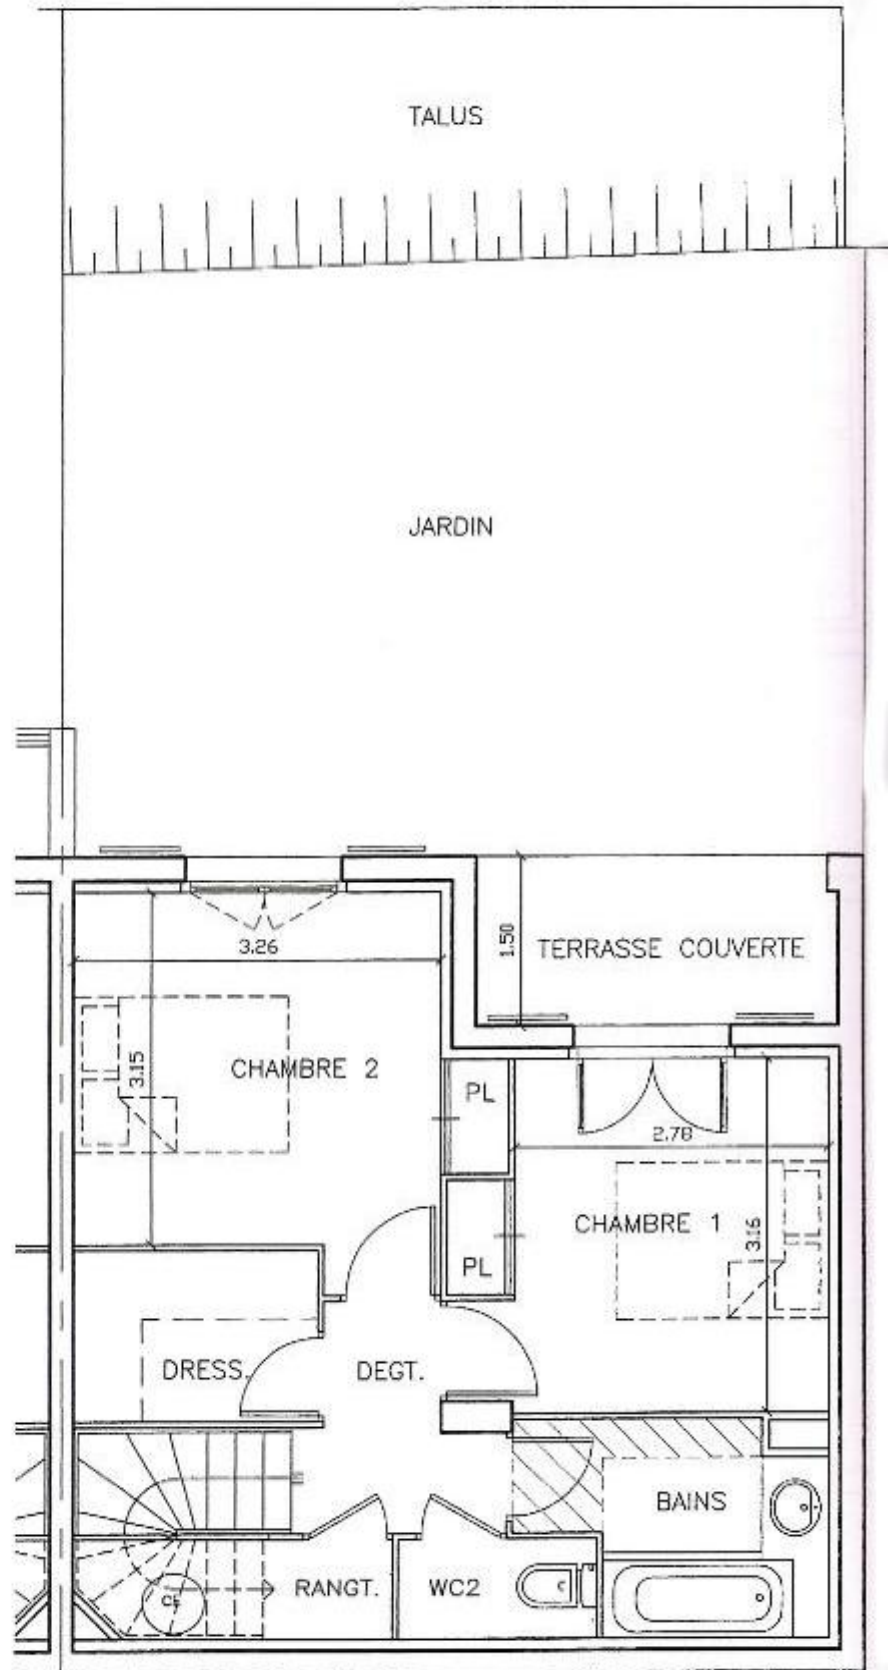 TALUS
JARDIN
1.50
TERRASSE COUVERTE
3.26
3.15
CHAMBRE 2
PL
2.78
CHAMBRE 1
3.16
PL
DRESS.
DEGT.
BAINS
RANGT.
WC2